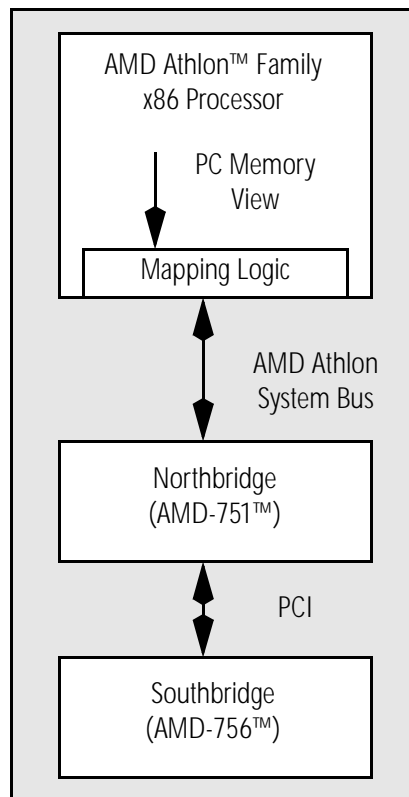 AMD Athlon™ Family
x86 Processor
PC Memory
View
Mapping Logic
AMD Athlon
System Bus
Northbridge
(AMD-751™)
PCI
Southbridge
(AMD-756™)